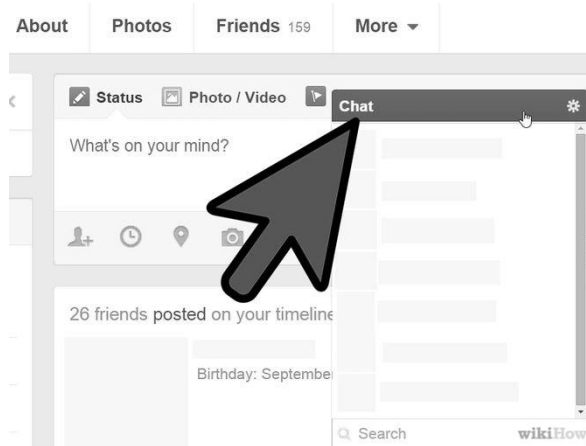 About Photos Friends 159 More
Status Photo / Video
Chat
What's on your mind?
26 friends posted on your timeline
Birthday: Septembe
Search
wikiHow